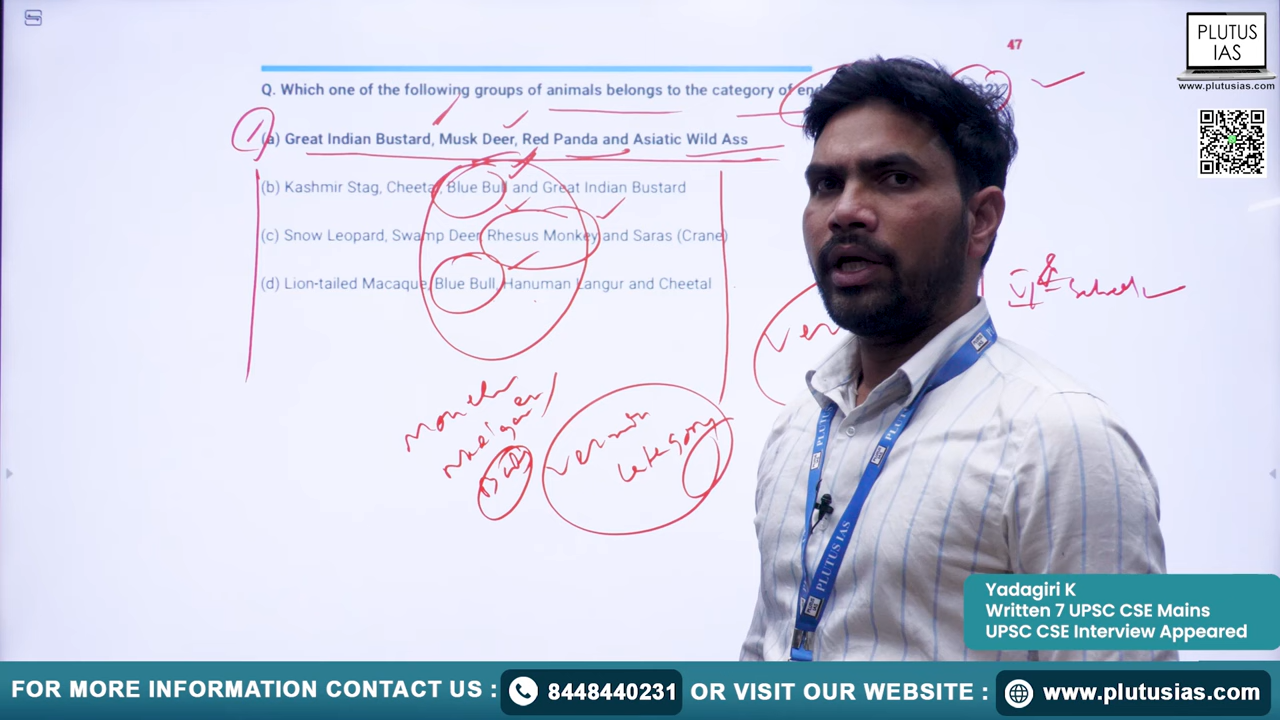 47
PLUTUS
IAS
www.plutusias.com
Q. Which one of the following groups of animals belongs to the category of
(a) Great Indian Bustard, Musk Deer, Red Panda and Asiatic Wild Ass
(b) Kashmir Stag, Cheetal, Blue Bull and Great Indian Bustard
(c) Snow Leopard, Swamp Deer Rhesus Monkey and Saras (Crane)
(d) Lion-tailed Macaque, Blue Bull, Hanuman Langur and Cheetal
category
PLUTUS IAS
Yadagiri K
Written 7 UPSC CSE Mains
UPSC CSE Interview Appeared
FOR MORE INFORMATION CONTACT US : 8448440231 OR VISIT OUR WEBSITE : www.plutusias.com